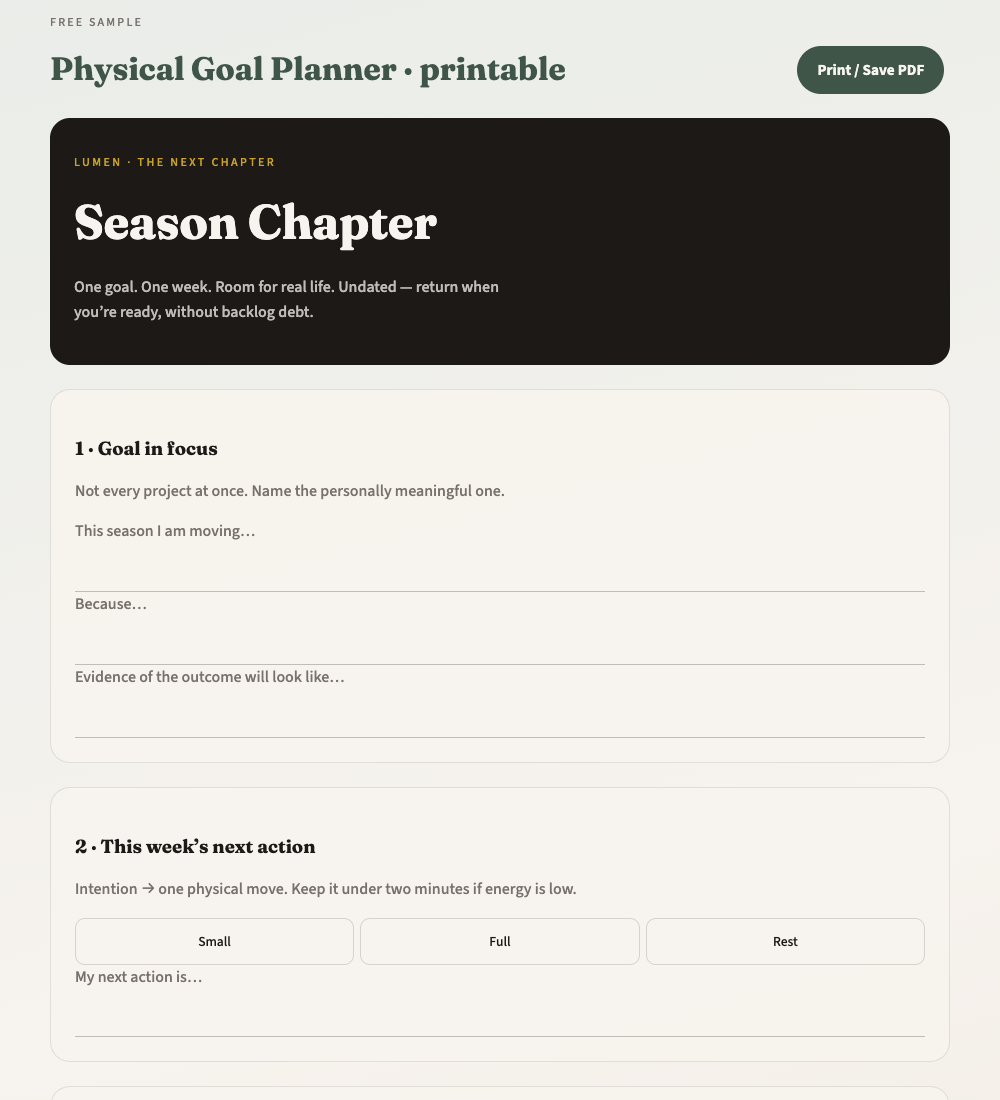 FREE SAMPLE
Physical Goal Planner · printable
Print / Save PDF
LUMEN · THE NEXT CHAPTER
Season Chapter
One goal. One week. Room for real life. Undated — return when
you’re ready, without backlog debt.
1 · Goal in focus
Not every project at once. Name the personally meaningful one.
This season I am moving…
Because…
Evidence of the outcome will look like…
2 · This week’s next action
Intention → one physical move. Keep it under two minutes if energy is low.
Small
Full
Rest
My next action is…